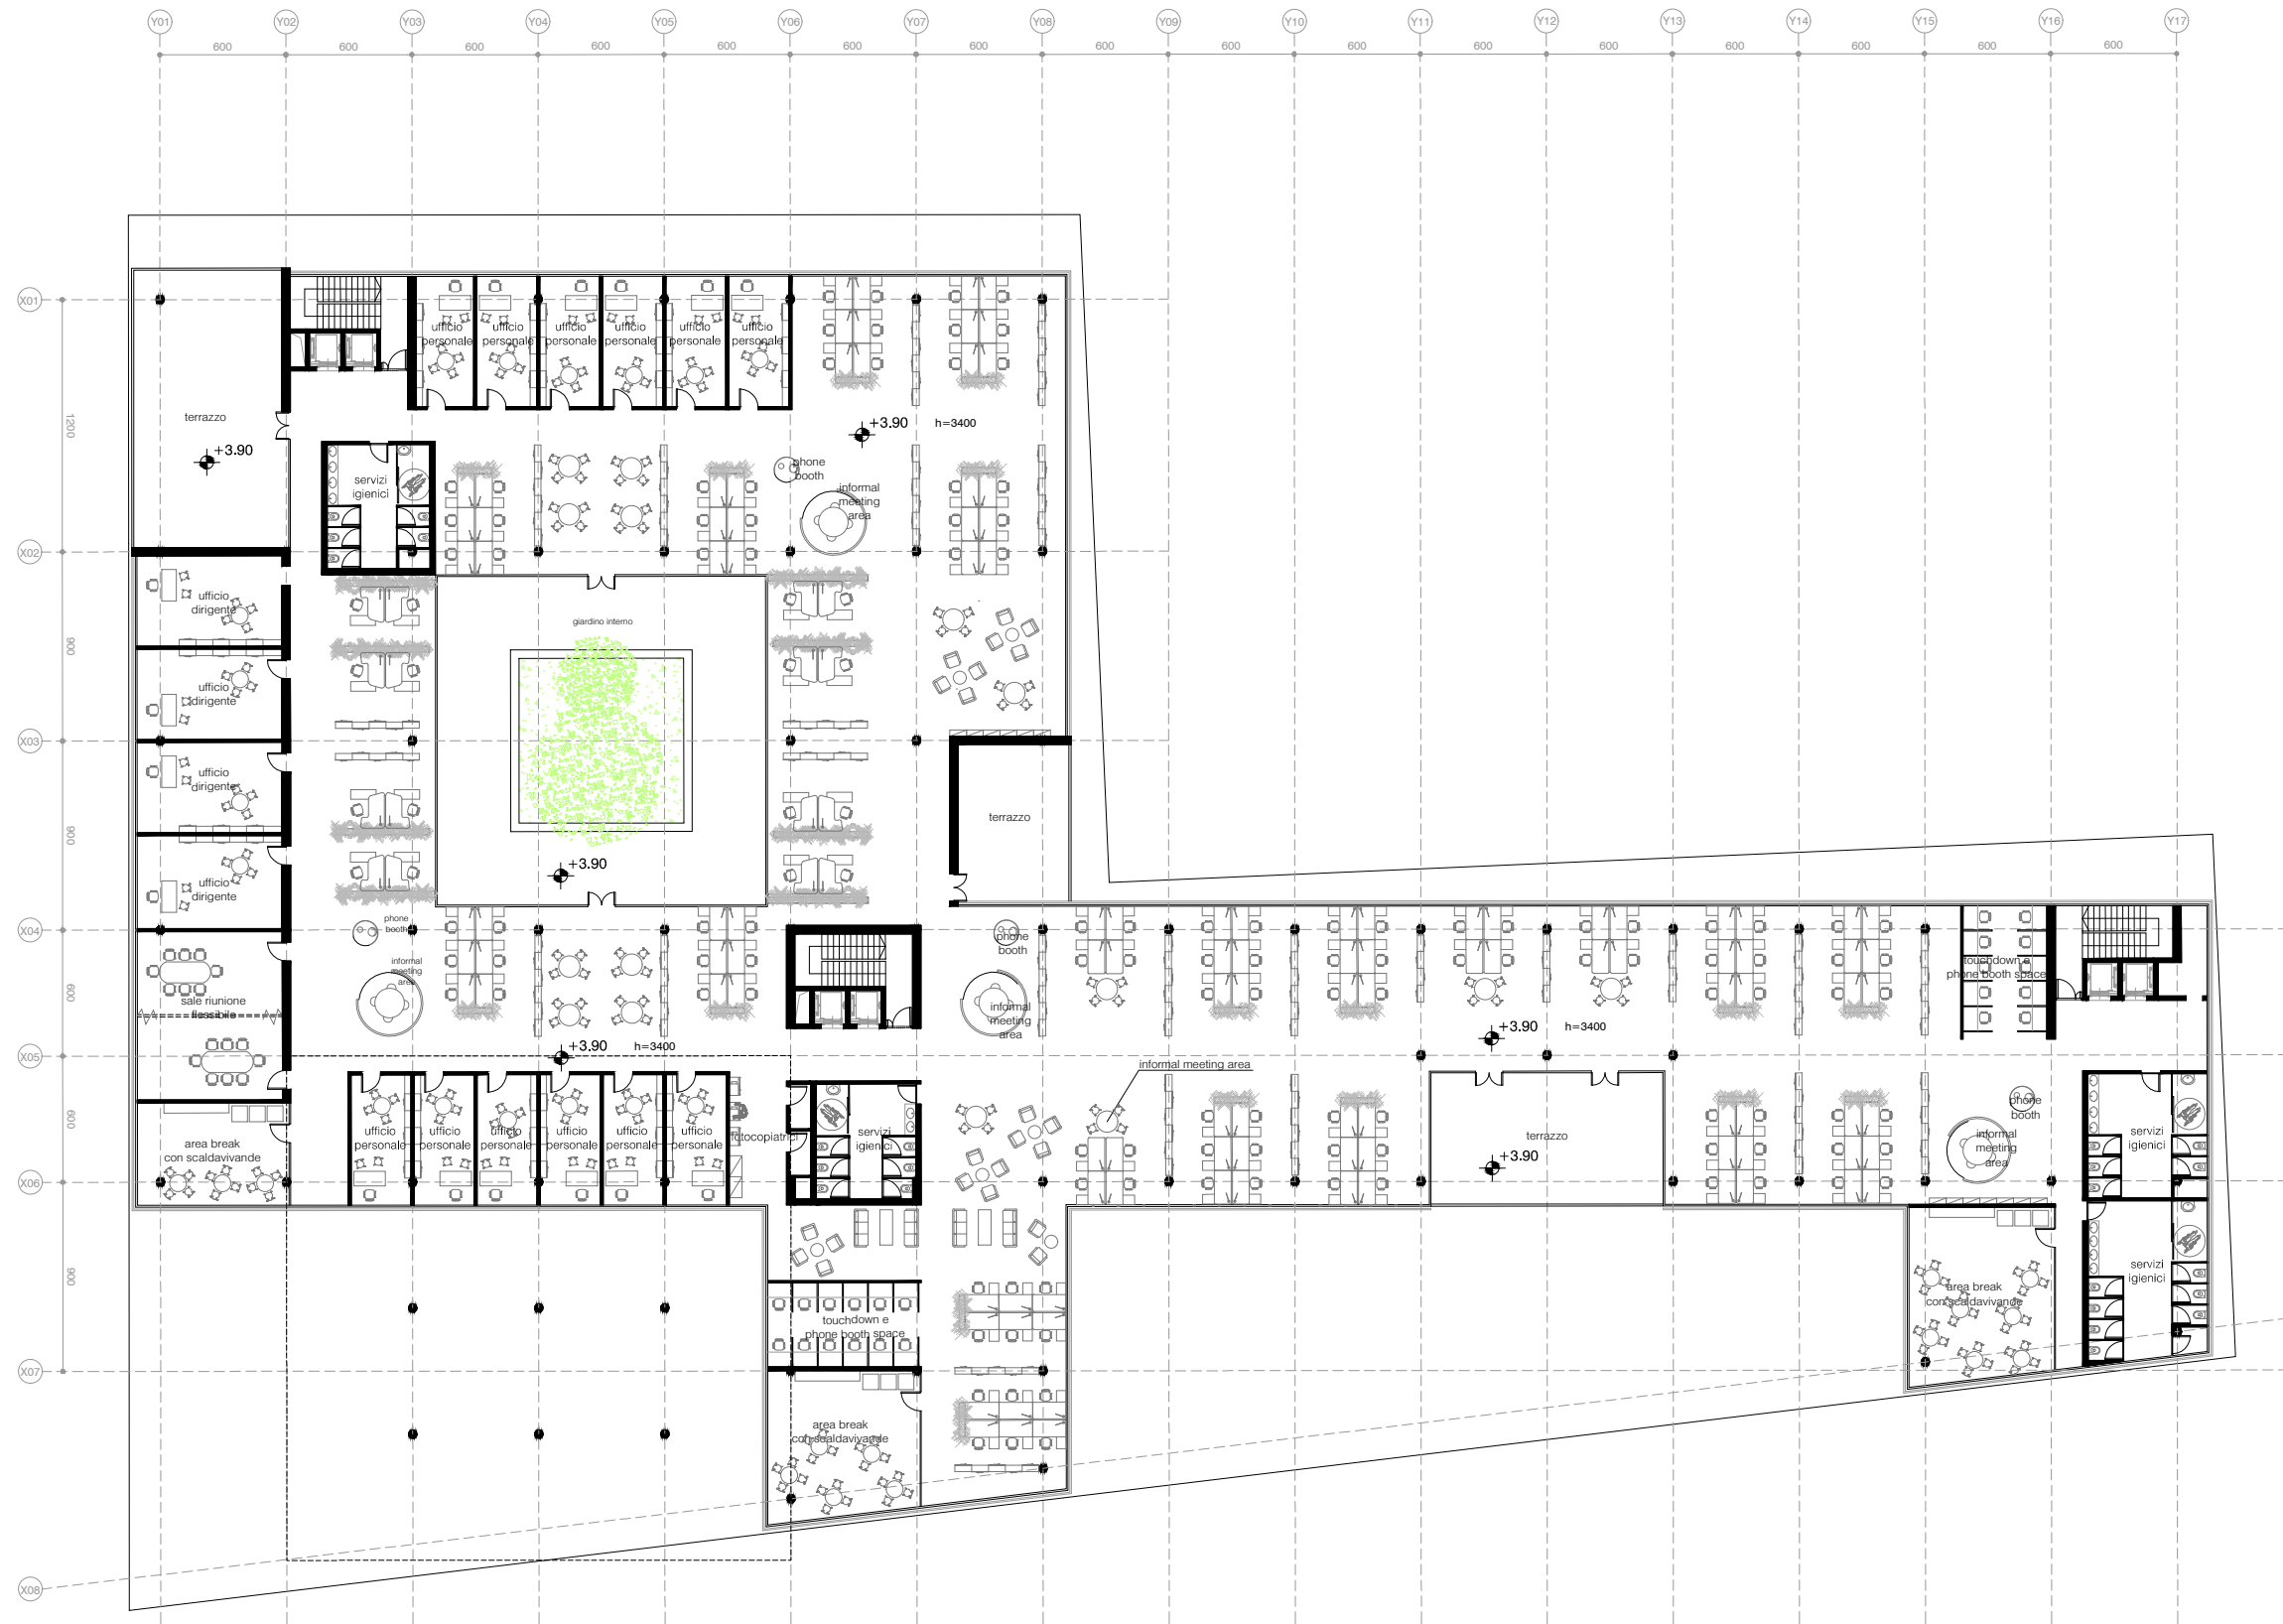 Y01 Y02 Y03 Y04 Y05 Y06 Y07 Y08 Y09 Y10 Y11 Y12 Y13 Y14 Y15 Y16 Y17
600 600 600 600 600 600 600 600 600 600 600 600 600 600 600 600
X01
1200
X02
900
X03
900
X04
600
X05
600
X06
900
X07
X08
terrazzo
+3.90
ufficio
personale
ufficio
personale
ufficio
personale
ufficio
personale
ufficio
personale
ufficio
personale
+3.90 h=3400
servizi
igienici
phone
booth
informal
meeting
area
ufficio
dirigente
ufficio
dirigente
ufficio
dirigente
ufficio
dirigente
giardino interno
+3.90
terrazzo
phone
booth
informal
meeting
area
sale riunione
flessibile
+3.90 h=3400
phone
booth
informal
meeting
area
informal meeting area
+3.90 h=3400
touchdown e
phone booth space
area break
con scaldavivande
ufficio
personale
ufficio
personale
ufficio
personale
ufficio
personale
ufficio
personale
ufficio
personale
fotocopiatrici
servizi
igienici
terrazzo
+3.90
phone
booth
informal
meeting
area
servizi
igienici
servizi
igienici
area break
con scaldavivande
touchdown e
phone booth space
area break
con scaldavivande